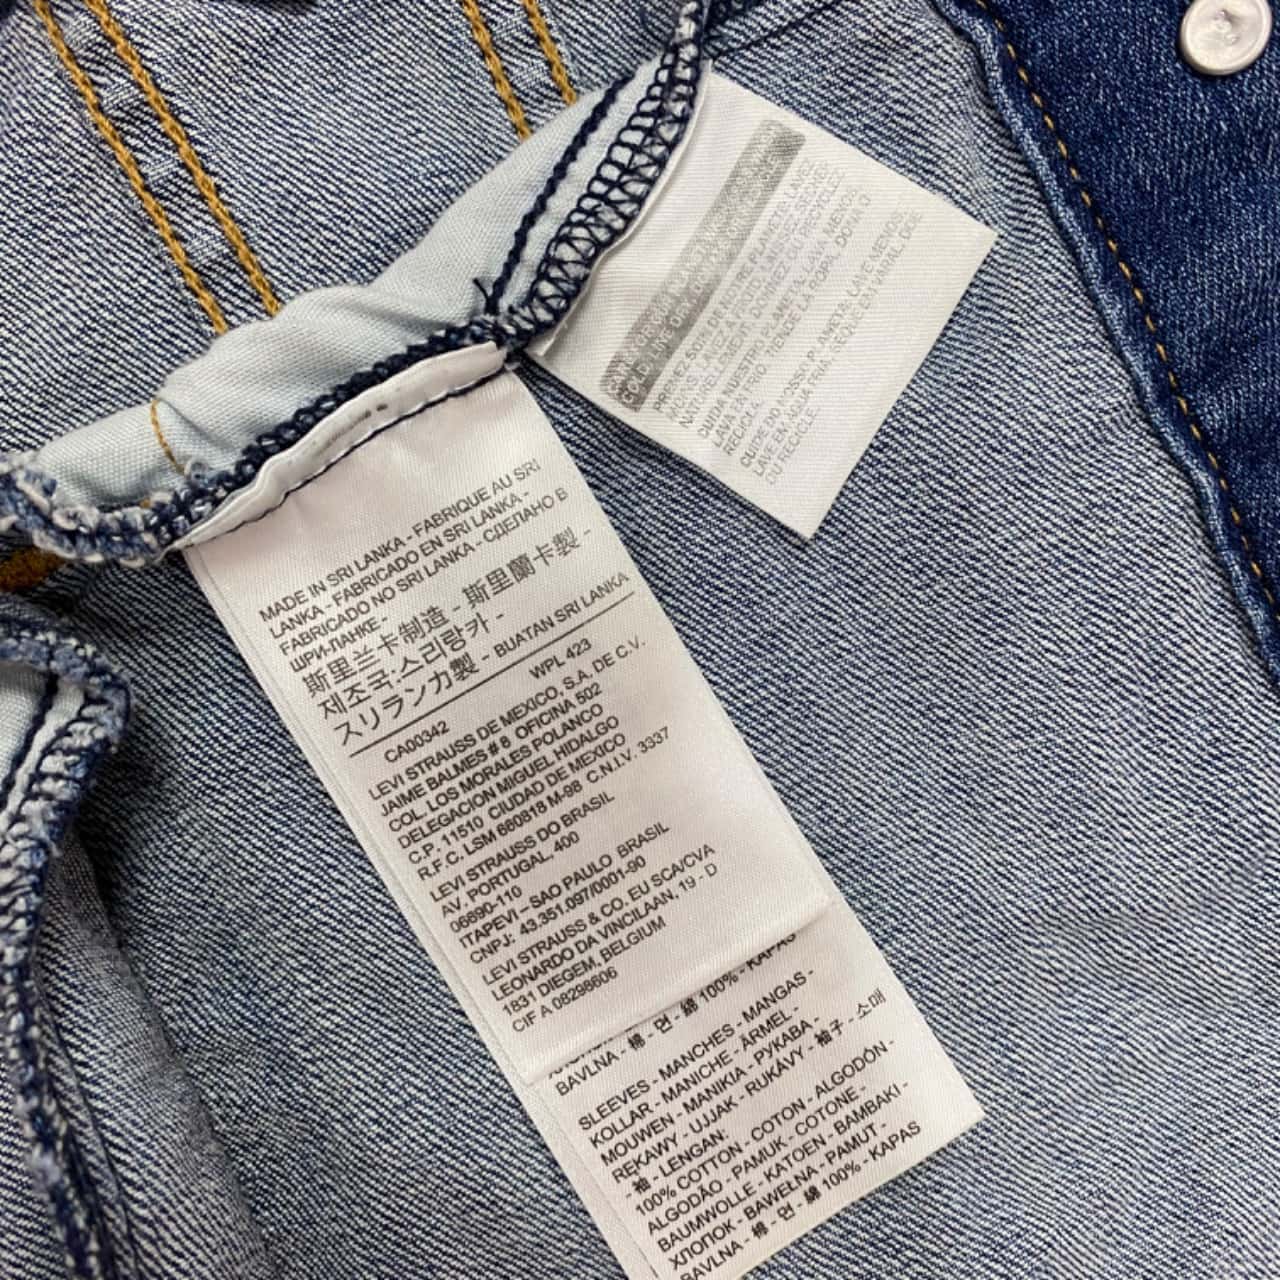 PRENEZ SOIN DE NOTRE PLANETE: LAVEZ
MOINS, LAVEZ À FROID, LAISSEZ SÉCHER
NATURELLEMENT, DONNEZ OU RECYCLEZ.
CUIDA NUESTRO PLANETA: LAVA MENOS,
LAVA EN FRÍO, TIENDE LA ROPA, DONA O
RECICLA.
CUIDE DO NOSSO PLANETA: LAVE MENOS,
LAVE EM ÁGUA FRIA, SEQUE EM VARAL, DOE
OU RECICLE.
MADE IN SRI LANKA - FABRIQUE AU SRI
LANKA - FABRICADO EN SRI LANKA -
FABRICADO NO SRI LANKA - СДЕЛАНО В
ШРИ-ЛАНКЕ -
斯里兰卡制造 - 斯里蘭卡製 -
제조국:스리랑카 -
スリランカ製 - BUATAN SRI LANKA
CA00342 WPL 423
LEVI STRAUSS DE MEXICO, S.A. DE C.V.
JAIME BALMES # 8 OFICINA 502
COL. LOS MORALES POLANCO
DELEGACION MIGUEL HIDALGO
C.P. 11510 CIUDAD DE MEXICO
R.F.C. LSM 660818 M-98 C.N.I.V. 3337
LEVI STRAUSS DO BRASIL
AV. PORTUGAL, 400
06690-110
ITAPEVI – SAO PAULO BRASIL
CNPJ: 43.351.097/0001-90
LEVI STRAUSS & CO. EU SCA/CVA
LEONARDO DA VINCILAAN, 19 - D
1831 DIEGEM, BELGIUM
CIF A 08298606
BAVLNA - 棉 - 면 - 綿 100% - KAPAS
SLEEVES - MANCHES - MANGAS -
KOLLAR - MANICHE - ÄRMEL -
MOUWEN - MANIKIA - РУКАВА -
RĘKAWY - UJJAK - RUKÁVY - 袖子 - 소매
- 袖 - LENGAN:
100% COTTON - COTON - ALGODÓN -
ALGODÃO - PAMUK - COTONE -
BAUMWOLLE - KATOEN - BAMBAKI -
ХЛОПОК - BAWEŁNA - PAMUT -
BAVLNA - 棉 - 면 - 綿 100% - KAPAS